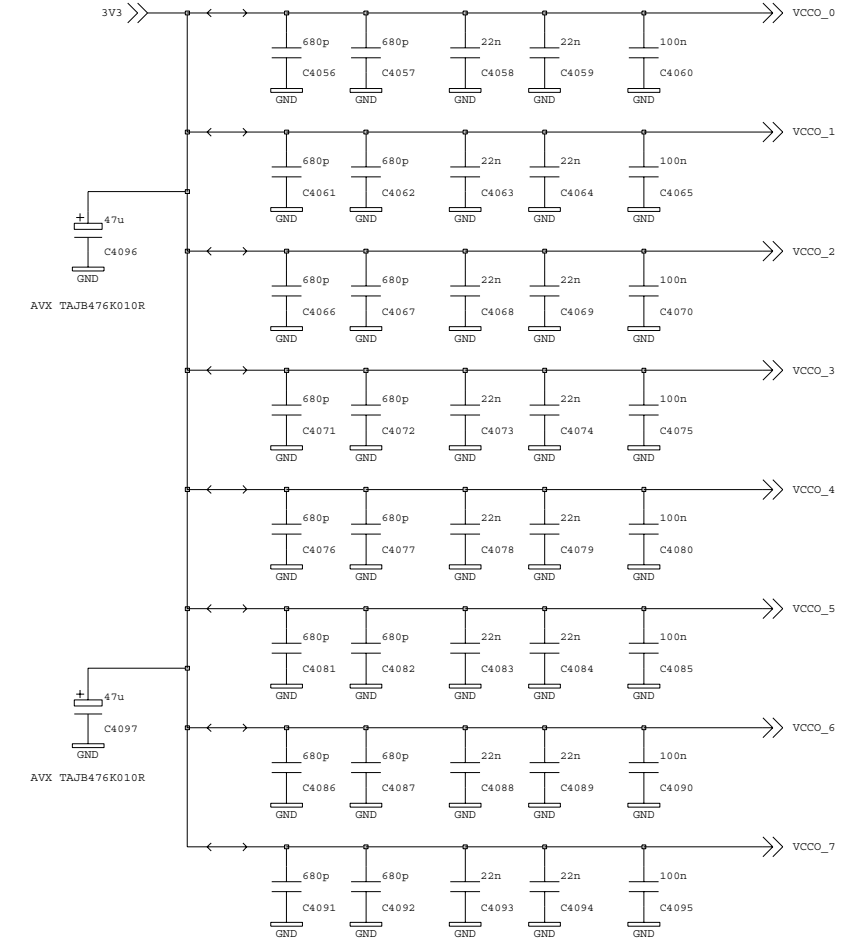 3V3 VCCO_0
680p 680p 22n 22n 100n
C4056 C4057 C4058 C4059 C4060
GND GND GND GND GND
VCCO_1
680p 680p 22n 22n 100n
C4061 C4062 C4063 C4064 C4065
GND GND GND GND GND
+ 47u
C4096
GND
AVX TAJB476K010R
VCCO_2
680p 680p 22n 22n 100n
C4066 C4067 C4068 C4069 C4070
GND GND GND GND GND
VCCO_3
680p 680p 22n 22n 100n
C4071 C4072 C4073 C4074 C4075
GND GND GND GND GND
VCCO_4
680p 680p 22n 22n 100n
C4076 C4077 C4078 C4079 C4080
GND GND GND GND GND
VCCO_5
680p 680p 22n 22n 100n
C4081 C4082 C4083 C4084 C4085
GND GND GND GND GND
+ 47u
C4097
GND
AVX TAJB476K010R
VCCO_6
680p 680p 22n 22n 100n
C4086 C4087 C4088 C4089 C4090
GND GND GND GND GND
VCCO_7
680p 680p 22n 22n 100n
C4091 C4092 C4093 C4094 C4095
GND GND GND GND GND